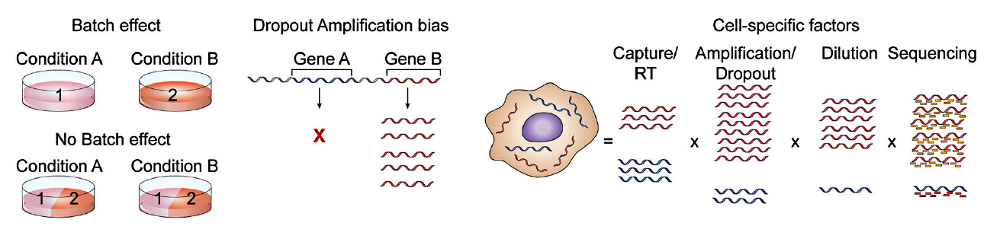 Batch effect
Condition A Condition B
1 2
No Batch effect
Condition A Condition B
1 2 1 2
Dropout Amplification bias
Gene A Gene B
X
Cell-specific factors
Capture/
RT
Amplification/
Dropout
Dilution
Sequencing
= x x x